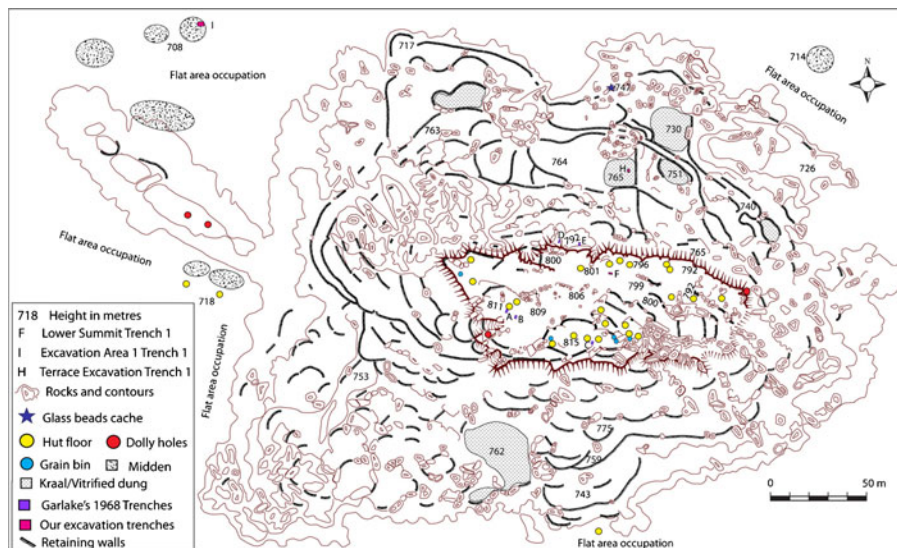 I
708
Flat area occupation
717
747
714
Flat area occupation
N
763
730
764
H
765
751
726
740
Flat area occupation
D
797
E
765
800
801
F
796
792
799
800
811
806
809
A
B
815
718
Flat area occupation
753
775
759
762
743
Flat area occupation
0
50 m
718 Height in metres
F Lower Summit Trench 1
I Excavation Area 1 Trench 1
H Terrace Excavation Trench 1
Rocks and contours
Glass beads cache
Hut floor
Dolly holes
Grain bin
Midden
Kraal/Vitrified dung
Garlake's 1968 Trenches
Our excavation trenches
Retaining walls